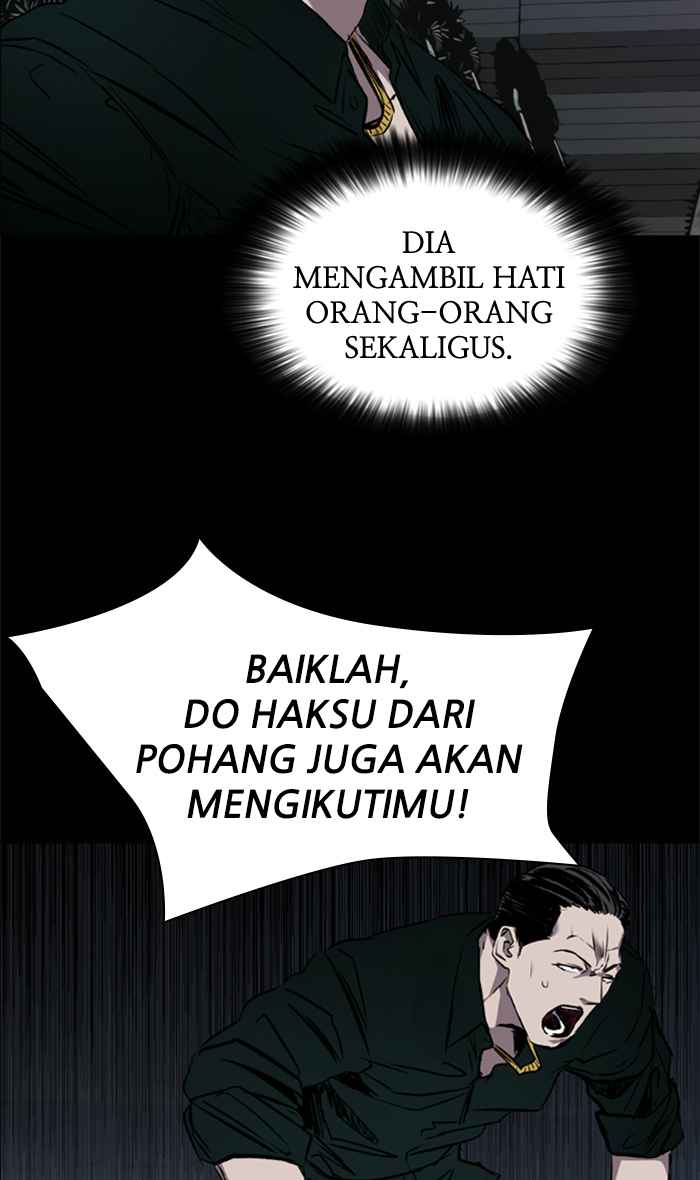 DIA
MENGAMBIL HATI
ORANG-ORANG
SEKALIGUS.
BAIKLAH,
DO HAKSU DARI
POHANG JUGA AKAN
MENGIKUTIMU!